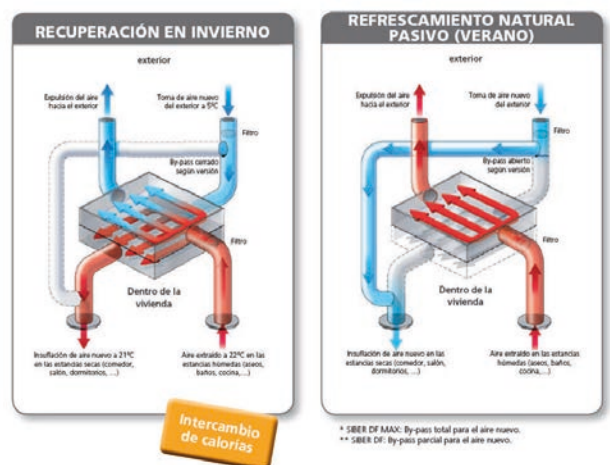 RECUPERACIÓN EN INVIERNO
exterior
Expulsión del aire
hacia el exterior
Toma de aire nuevo
del exterior a 5ºC
Filtro
By-pass cerrado
según versión
Filtro
Dentro de la
vivienda
Insuflación de aire nuevo a 21ºC
en las estancias secas (comedor,
salón, dormitorios, ...)
Aire extraído a 22ºC en las
estancias húmedas (aseos,
baños, cocina, ...)
Intercambio
de calorías
REFRESCAMIENTO NATURAL
PASIVO (VERANO)
exterior
Expulsión del aire
hacia el exterior
Toma de aire nuevo
del exterior
Filtro
By-pass abierto
según versión
Filtro
Dentro de la
vivienda
Insuflación de aire nuevo en las
estancias secas (comedor, salón,
dormitorios, ...)
Aire extraído en las estancias
húmedas (aseos, baños,
cocina,...)
* SIBER DF MAX: By-pass total para el aire nuevo.
** SIBER DF: By-pass parcial para el aire nuevo.